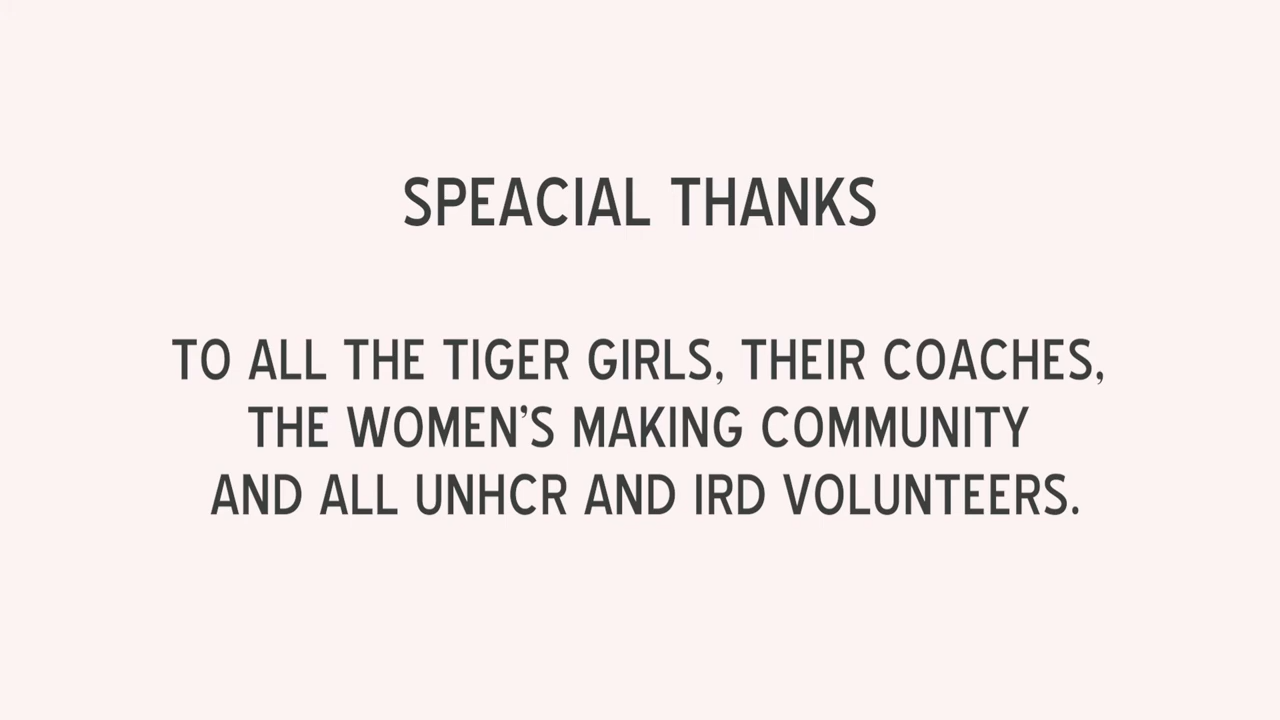 SPEACIAL THANKS
TO ALL THE TIGER GIRLS, THEIR COACHES,
THE WOMEN’S MAKING COMMUNITY
AND ALL UNHCR AND IRD VOLUNTEERS.